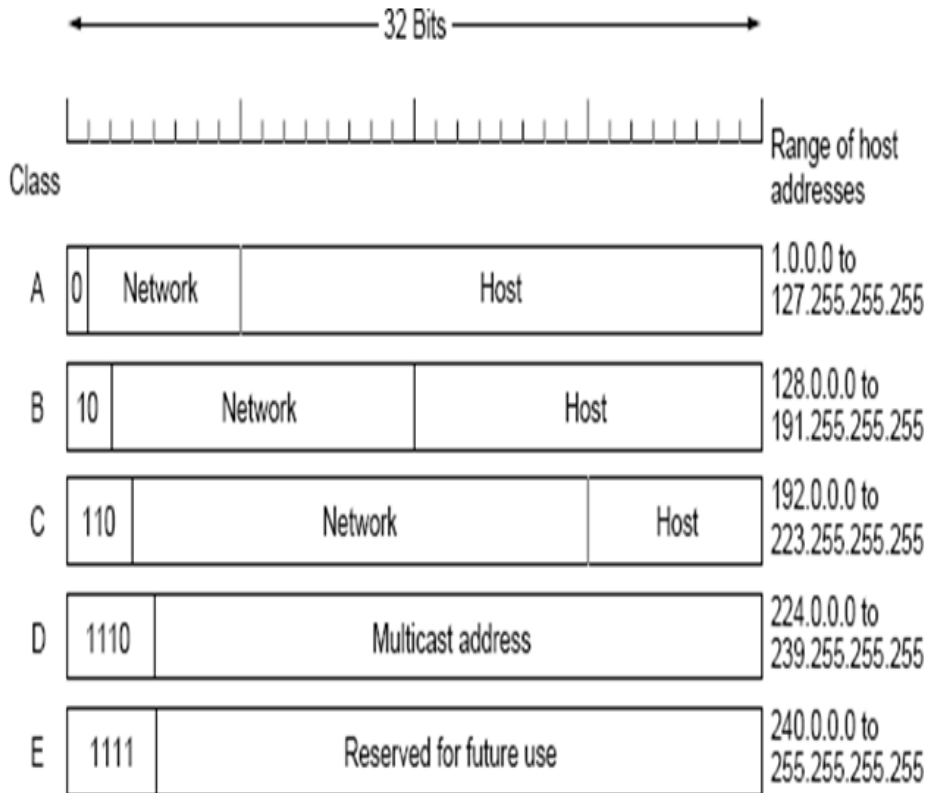 32 Bits
Range of host
addresses
Class
A
0
Network
Host
1.0.0.0 to
127.255.255.255
B
10
Network
Host
128.0.0.0 to
191.255.255.255
C
110
Network
Host
192.0.0.0 to
223.255.255.255
D
1110
Multicast address
224.0.0.0 to
239.255.255.255
E
1111
Reserved for future use
240.0.0.0 to
255.255.255.255